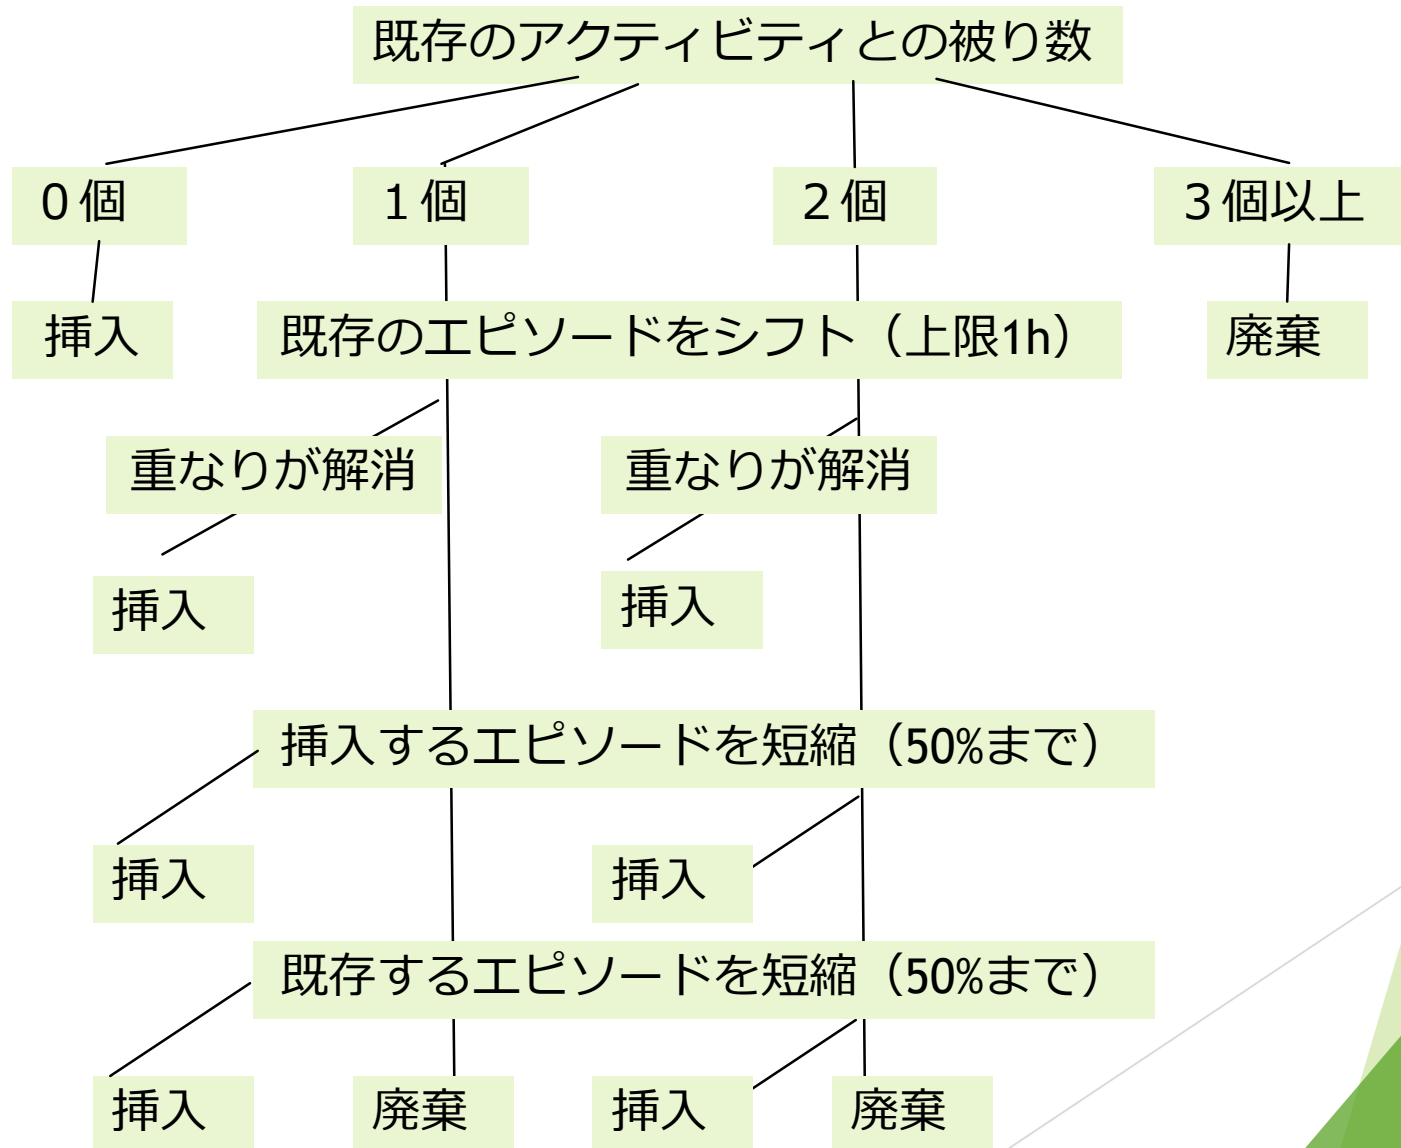 既存のアクティビティとの被り数
０個
１個
２個
３個以上
挿入
既存のエピソードをシフト（上限1h）
廃棄
重なりが解消
重なりが解消
挿入
挿入
挿入するエピソードを短縮（50%まで）
挿入
挿入
既存するエピソードを短縮（50%まで）
挿入
廃棄
挿入
廃棄